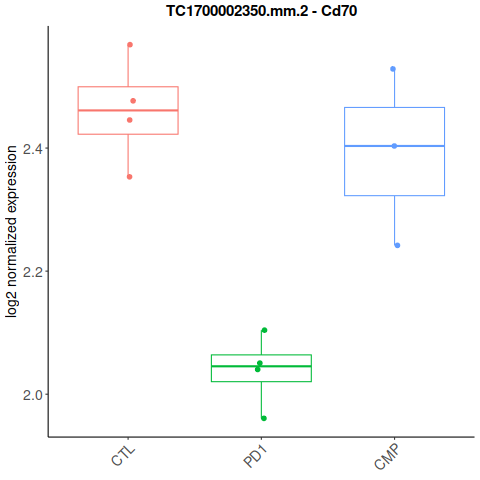 TC1700002350.mm.2 - Cd70
log2 normalized expression
2.4
2.2
2.0
CTL
PD1
CMP